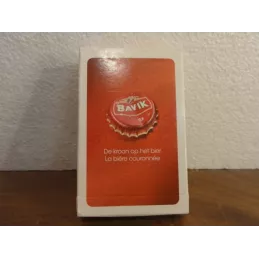 BAVIK
De kroon op het bier
La bière couronnée